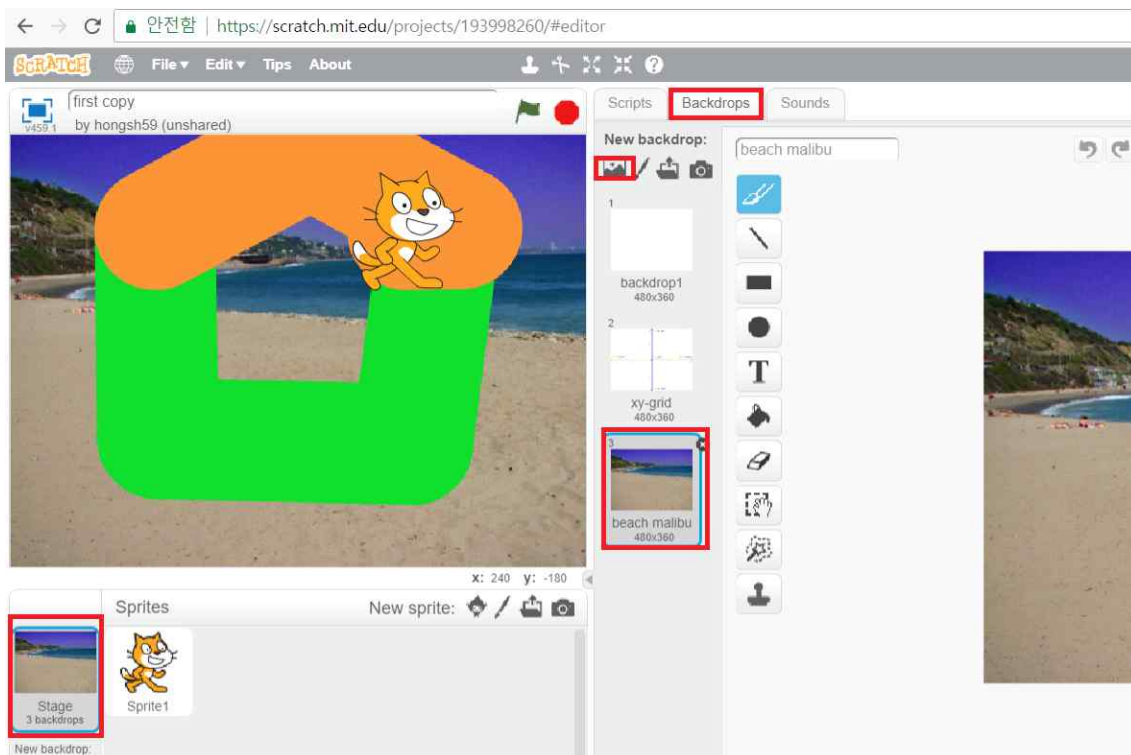 안전함 | https://scratch.mit.edu/projects/193998260/#editor
SCRATCH File▼ Edit▼ Tips About
v459.1
first copy
by hongsh59 (unshared)
Scripts Backdrops Sounds
New backdrop:
beach malibu
1
backdrop1
480x360
2
xy-grid
480x360
3
beach malibu
480x360
T
x: 240 y: -180
Sprites New sprite:
Stage
3 backdrops
Sprite1
New backdrop: